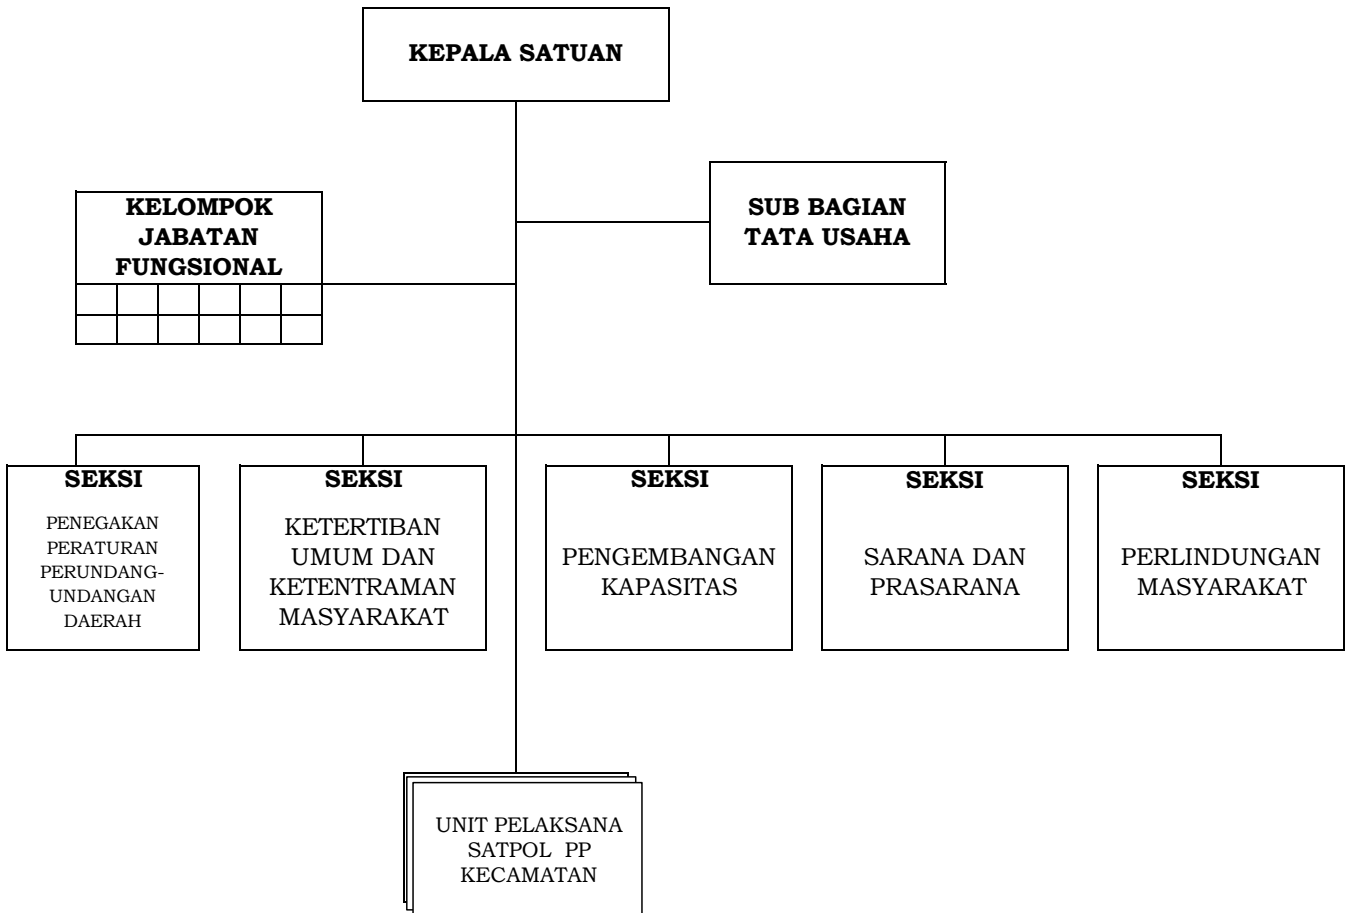 KEPALA SATUAN
KELOMPOK
JABATAN
FUNGSIONAL
SUB BAGIAN
TATA USAHA
SEKSI
PENEGAKAN
PERATURAN
PERUNDANG-
UNDANGAN
DAERAH
SEKSI
KETERTIBAN
UMUM DAN
KETENTRAMAN
MASYARAKAT
SEKSI
PENGEMBANGAN
KAPASITAS
SEKSI
SARANA DAN
PRASARANA
SEKSI
PERLINDUNGAN
MASYARAKAT
UNIT PELAKSANA
SATPOL  PP
KECAMATAN